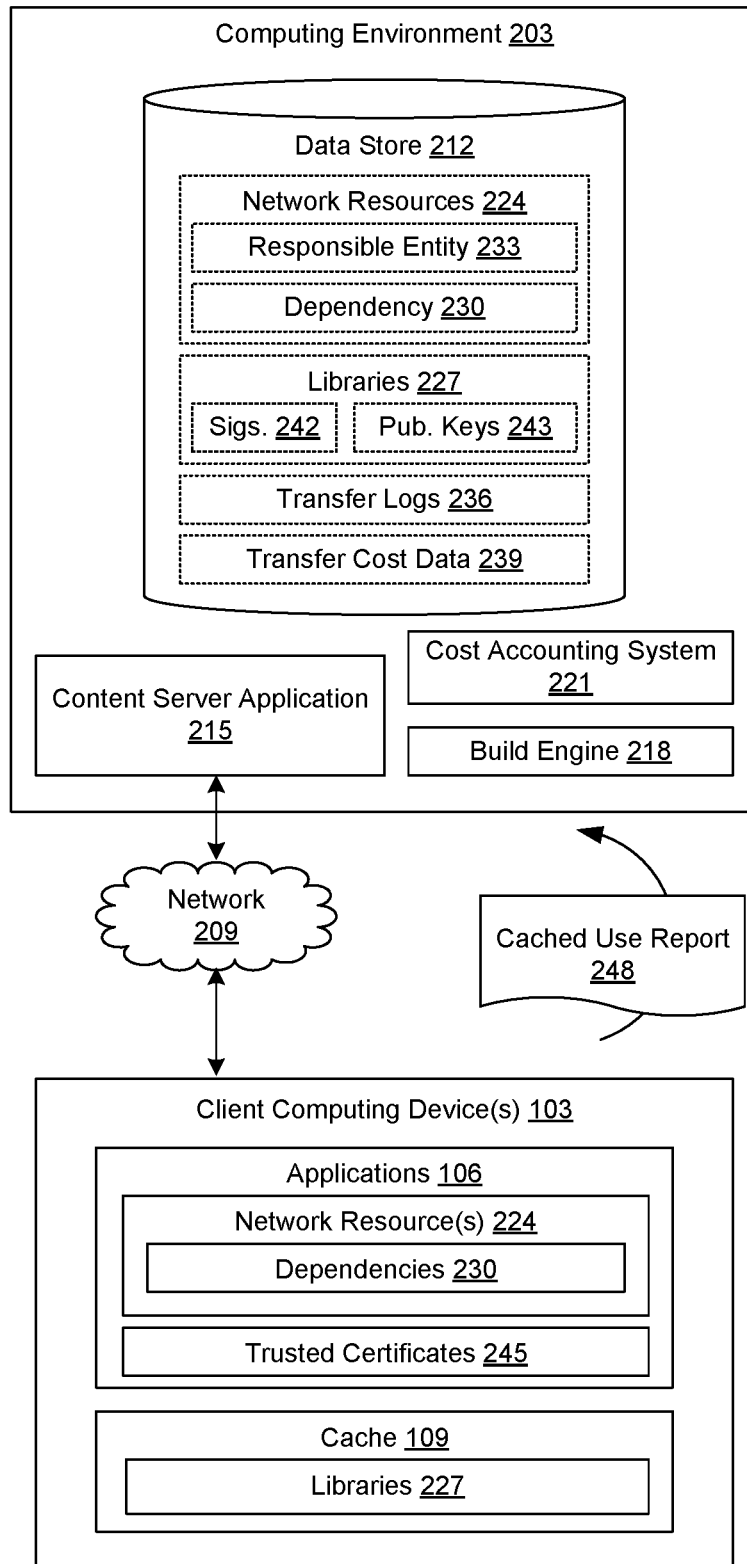 Computing Environment 203
Data Store 212
Network Resources 224
Responsible Entity 233
Dependency 230
Libraries 227
Sigs. 242
Pub. Keys 243
Transfer Logs 236
Transfer Cost Data 239
Content Server Application
215
Cost Accounting System
221
Build Engine 218
Network
209
Cached Use Report
248
Client Computing Device(s) 103
Applications 106
Network Resource(s) 224
Dependencies 230
Trusted Certificates 245
Cache 109
Libraries 227